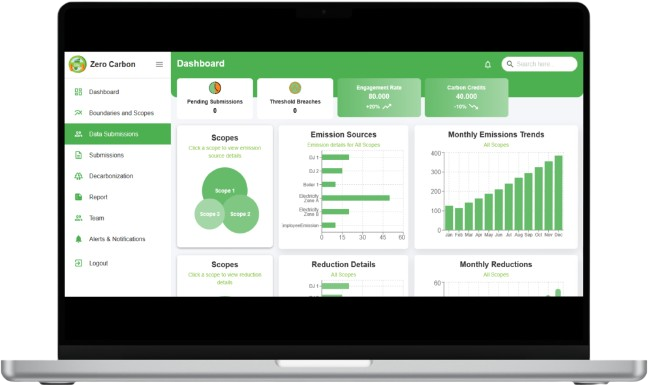 Zero Carbon
Dashboard
Search here
Dashboard
Boundaries and Scopes
Data Submissions
Submissions
Decarbonization
Report
Team
Alerts & Notifications
Logout
Pending Submissions
0
Threshold Breaches
0
Engagement Rate
80.000
+20%
Carbon Credits
40.000
-10%
Scopes
Click a scope to view emission
source details
Scope 1
Scope 3
Scope 2
Emission Sources
Emission details for All Scopes
DJ 1
DJ 2
Boiler 1
Electricity
Zone A
Electricity
Zone B
0
15
30
45
60
Monthly Emissions Trends
All Scopes
400
300
200
100
0
Jan Feb Mar Apr May Jun Jul Aug Sep Oct Nov Dec
Scopes
Click a scope to view reduction
details
Reduction Details
All Scopes
DJ 1
Monthly Reductions
All Scopes
60